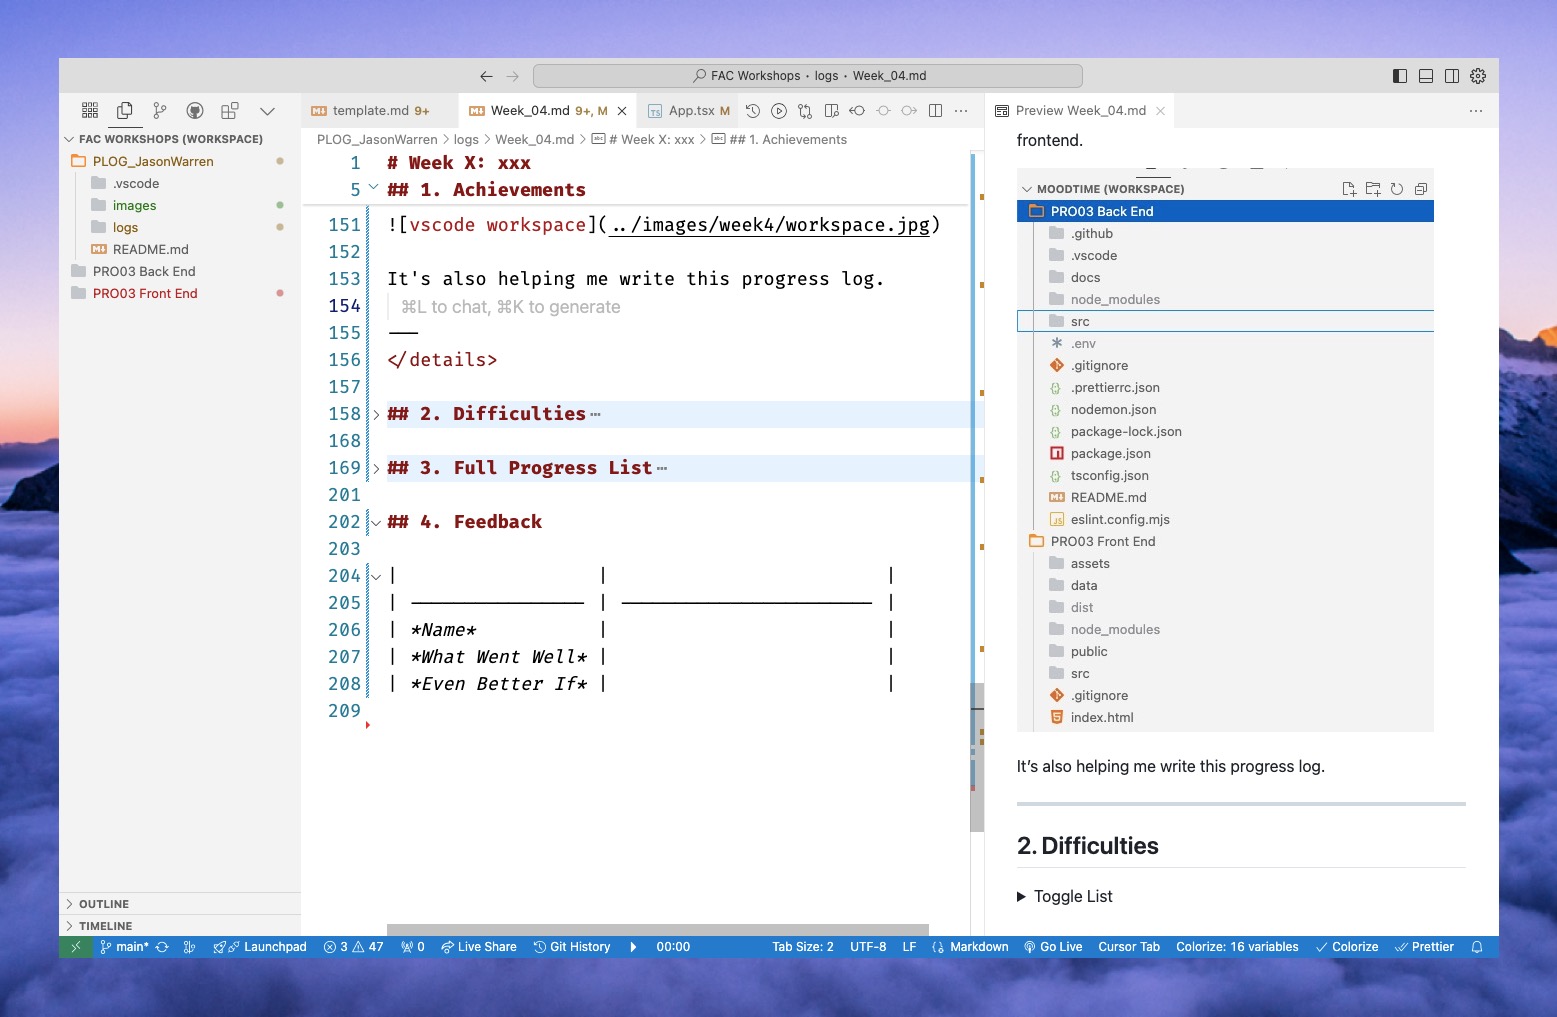 FAC Workshops • logs • Week_04.md
template.md 9+
Week_04.md 9+, M
TS App.tsx M
Preview Week_04.md
FAC WORKSHOPS (WORKSPACE)
PLOG_JasonWarren
.vscode
images
logs
README.md
PRO03 Back End
PRO03 Front End
OUTLINE
TIMELINE
PLOG_JasonWarren > logs > Week_04.md > # Week X: xxx > ## 1. Achievements
1 # Week X: xxx
5 ## 1. Achievements
151 ![vscode workspace](../images/week4/workspace.jpg)
152
153 It's also helping me write this progress log.
154 ⌘L to chat, ⌘K to generate
155 ---
156 </details>
157
158 ## 2. Difficulties…
168
169 ## 3. Full Progress List…
201
202 ## 4. Feedback
203
204 | | |
205 | ---------------- | ----------------------- |
206 | *Name* | |
207 | *What Went Well* | |
208 | *Even Better If* | |
209
frontend.
MOODTIME (WORKSPACE)
PRO03 Back End
.github
.vscode
docs
node_modules
src
.env
.gitignore
.prettierrc.json
nodemon.json
package-lock.json
package.json
tsconfig.json
README.md
JS eslint.config.mjs
PRO03 Front End
assets
data
dist
node_modules
public
src
.gitignore
index.html
It's also helping me write this progress log.
2. Difficulties
Toggle List
main* Launchpad 3 47 0 Live Share Git History 00:00 Tab Size: 2 UTF-8 LF Markdown Go Live Cursor Tab Colorize: 16 variables Colorize Prettier